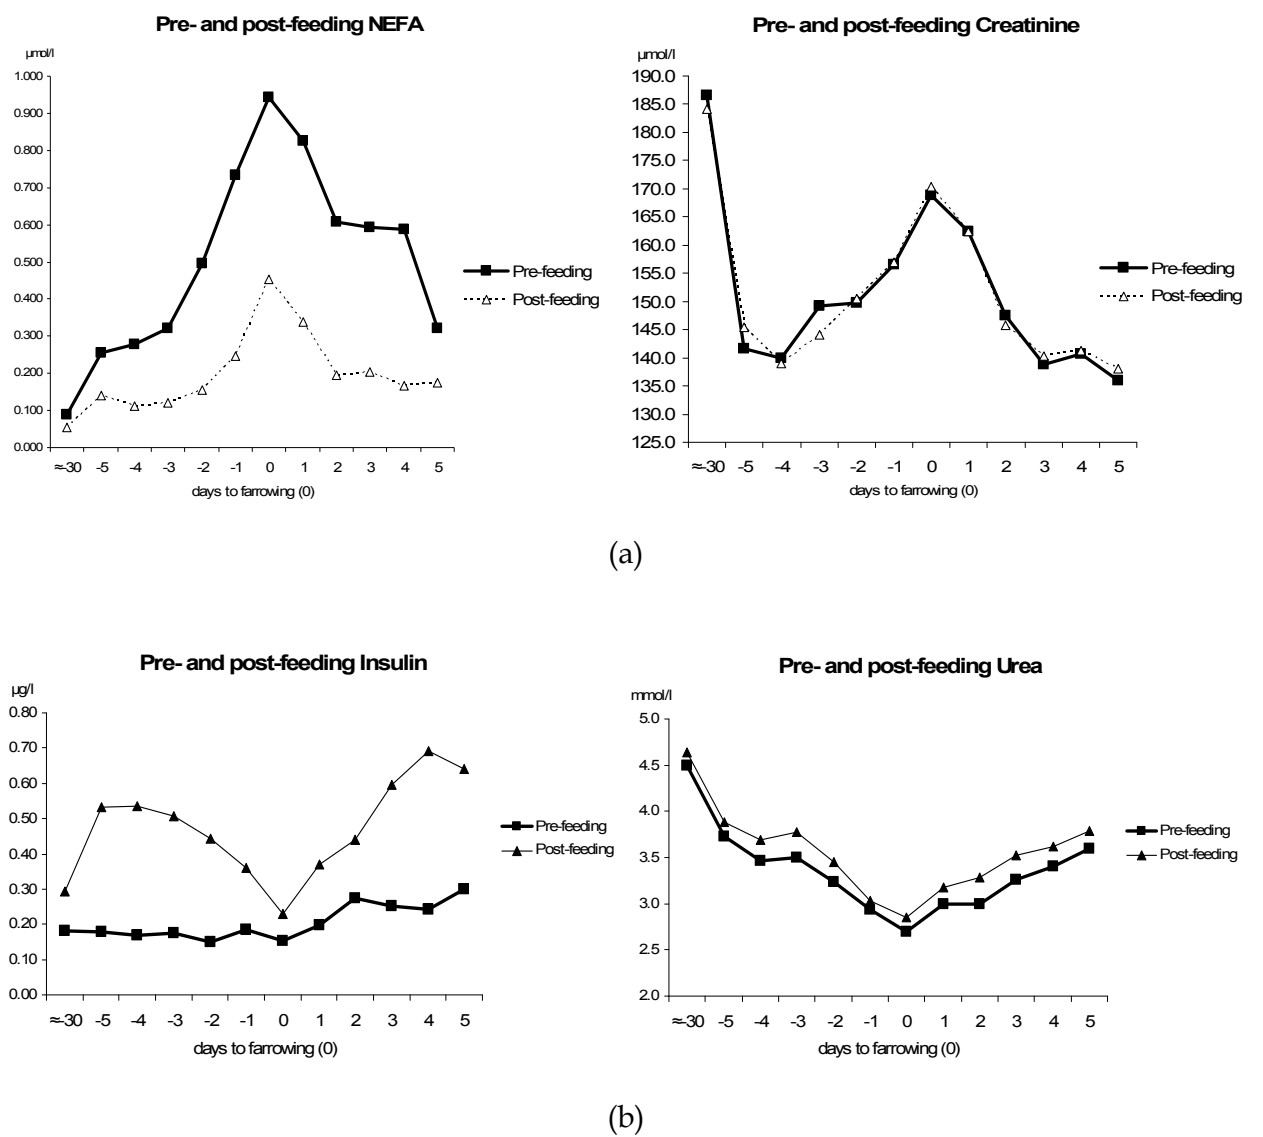 Pre- and post-feeding NEFA
µmol/l
1.000
0.900
0.800
0.700
0.600
0.500
0.400
0.300
0.200
0.100
0.000
≈-30 -5 -4 -3 -2 -1 0 1 2 3 4 5
days to farrowing (0)
Pre-feeding
Post-feeding
Pre- and post-feeding Creatinine
µmol/l
190.0
185.0
180.0
175.0
170.0
165.0
160.0
155.0
150.0
145.0
140.0
135.0
130.0
125.0
≈-30 -5 -4 -3 -2 -1 0 1 2 3 4 5
days to farrowing (0)
Pre-feeding
Post-feeding
(a)
Pre- and post-feeding Insulin
µg/l
0.80
0.70
0.60
0.50
0.40
0.30
0.20
0.10
0.00
≈-30 -5 -4 -3 -2 -1 0 1 2 3 4 5
days to farrowing (0)
Pre-feeding
Post-feeding
Pre- and post-feeding Urea
mmol/l
5.0
4.5
4.0
3.5
3.0
2.5
2.0
≈-30 -5 -4 -3 -2 -1 0 1 2 3 4 5
days to farrowing (0)
Pre-feeding
Post-feeding
(b)